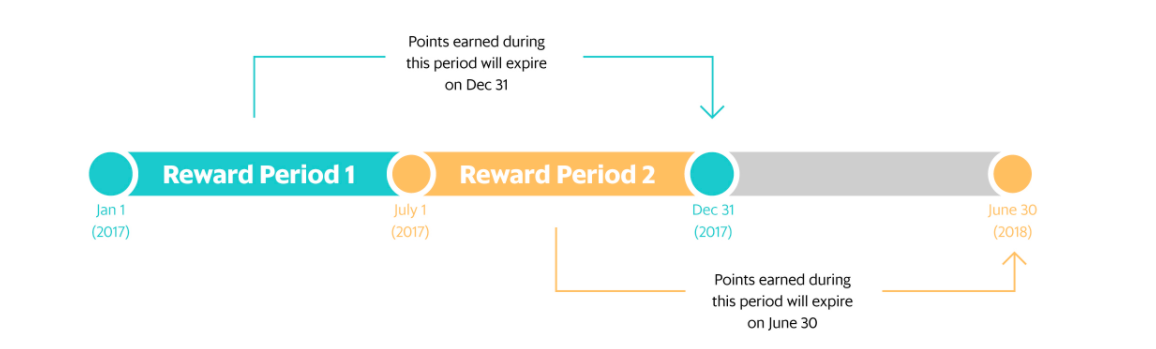 Points earned during
this period will expire
on Dec 31
Reward Period 1
Reward Period 2
Jan 1
(2017)
July 1
(2017)
Dec 31
(2017)
June 30
(2018)
Points earned during
this period will expire
on June 30